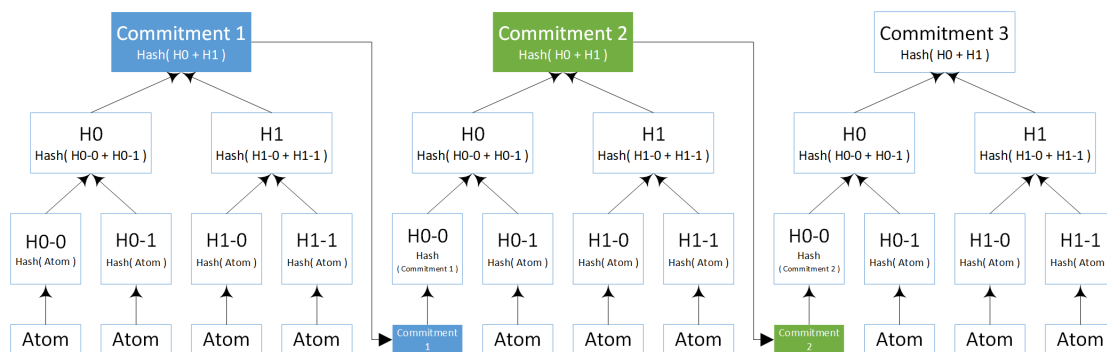 Commitment 1
Hash( H0 + H1 )
Commitment 2
Hash( H0 + H1 )
Commitment 3
Hash( H0 + H1 )
H0
Hash( H0-0 + H0-1 )
H1
Hash( H1-0 + H1-1 )
H0
Hash( H0-0 + H0-1 )
H1
Hash( H1-0 + H1-1 )
H0
Hash( H0-0 + H0-1 )
H1
Hash( H1-0 + H1-1 )
H0-0
Hash( Atom )
H0-1
Hash( Atom )
H1-0
Hash( Atom )
H1-1
Hash( Atom )
H0-0
Hash
( Commitment 1 )
H0-1
Hash( Atom )
H1-0
Hash( Atom )
H1-1
Hash( Atom )
H0-0
Hash
( Commitment 2 )
H0-1
Hash( Atom )
H1-0
Hash( Atom )
H1-1
Hash( Atom )
Atom
Atom
Atom
Atom
Commitment
1
Atom
Atom
Atom
Commitment
2
Atom
Atom
Atom